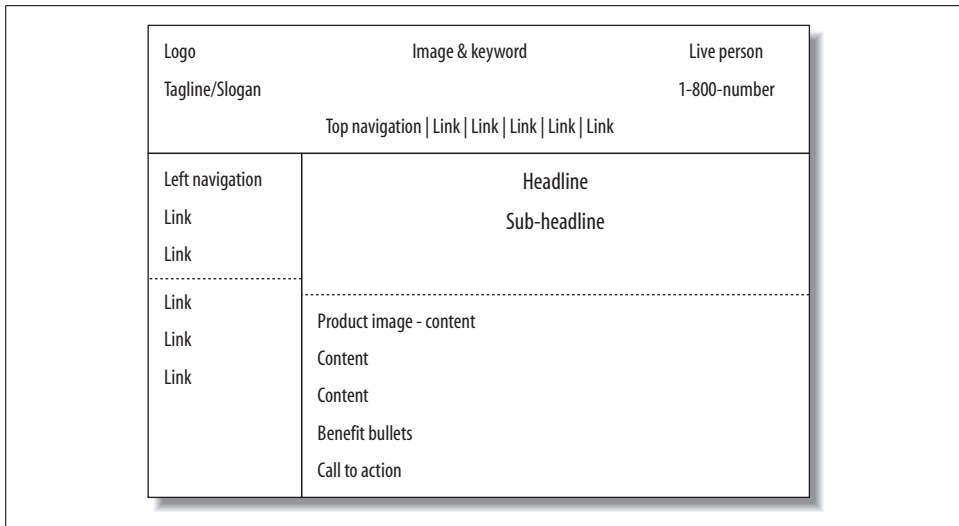 Logo Image & keyword Live person
Tagline/Slogan 1-800-number
Top navigation | Link | Link | Link | Link | Link
Left navigation
Link
Link
Link
Link
Link
Headline
Sub-headline
Product image - content
Content
Content
Benefit bullets
Call to action